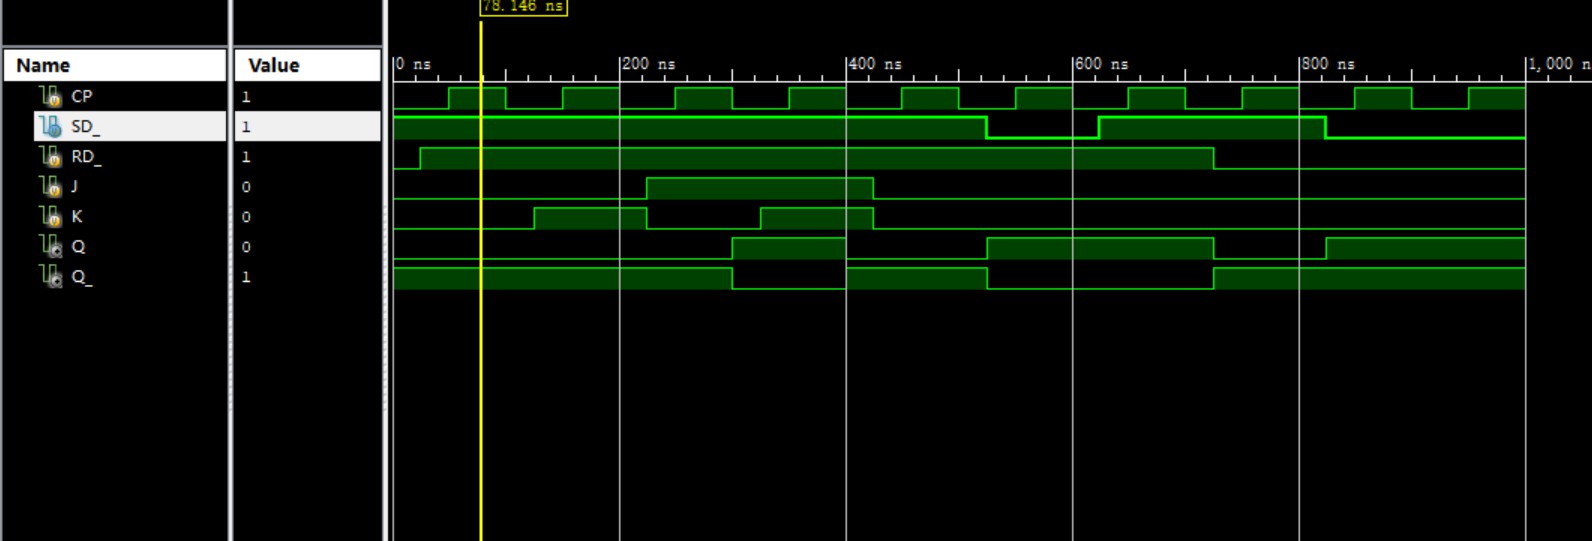 78.146 ns
Name Value 0 ns 200 ns 400 ns 600 ns 800 ns 1,000 n
CP 1
SD_ 1
RD_ 1
J 0
K 0
Q 0
Q_ 1